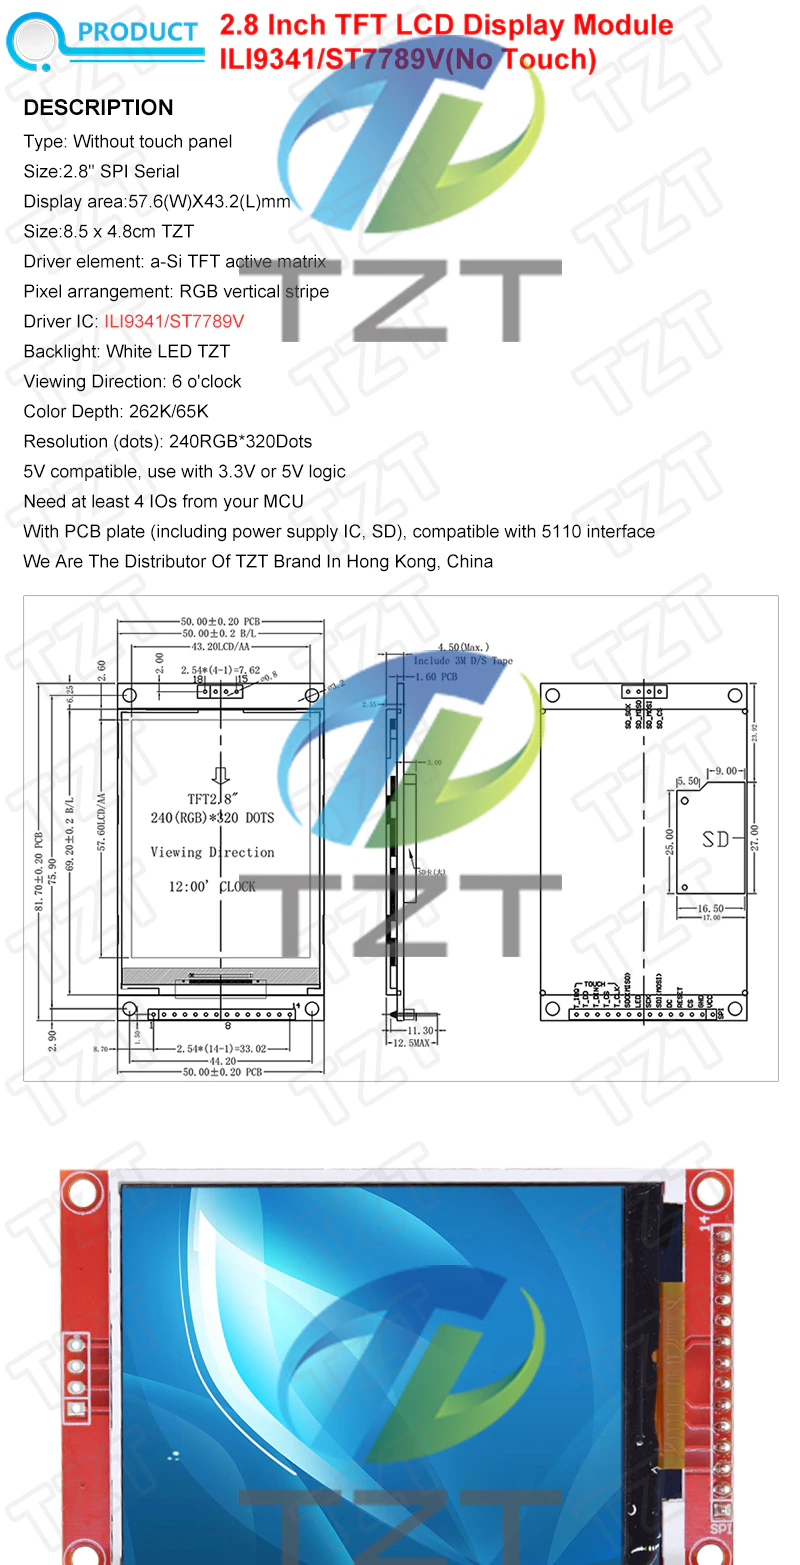 PRODUCT
2.8 Inch TFT LCD Display Module
ILI9341/ST7789V(No Touch)
DESCRIPTION
Type: Without touch panel
Size:2.8" SPI Serial
Display area:57.6(W)X43.2(L)mm
Size:8.5 x 4.8cm TZT
Driver element: a-Si TFT active matrix
Pixel arrangement: RGB vertical stripe
Driver IC: ILI9341/ST7789V
Backlight: White LED TZT
Viewing Direction: 6 o'clock
Color Depth: 262K/65K
Resolution (dots): 240RGB*320Dots
5V compatible, use with 3.3V or 5V logic
Need at least 4 IOs from your MCU
With PCB plate (including power supply IC, SD), compatible with 5110 interface
We Are The Distributor Of TZT Brand In Hong Kong, China
TZT
50.00±0.20 PCB
50.00±0.2 B/L
43.20LCD/AA
2.54*(4-1)=7.62
18
15
ø0.8
ø3.2
2.00
2.60
6.25
81.70±0.20 PCB
75.90
69.20±0.2 B/L
57.60LCD/AA
TFT2.8"
240(RGB)*320 DOTS
Viewing Direction
12:00' CLOCK
1
8
14
2.90
1.50
8.70
2.54*(14-1)=33.02
44.20
50.00±0.20 PCB
4.50(Max.)
Include 3M D/S Tape
1.60 PCB
2.55
3.00
SD卡(大)
11.30
12.5MAX
SD_SCK
SD_MISO
SD_MOSI
SD_CS
23.92
9.00
5.50
25.00
27.00
SD
16.50
17.00
TOUCH
T_IRQ
T_DO
T_DIN
T_CS
T_CLK
SDO(MISO)
LED
SCK
SDI(MOSI)
DC
RESET
CS
GND
VCC
SPI
TZT
14
SPI
TZT